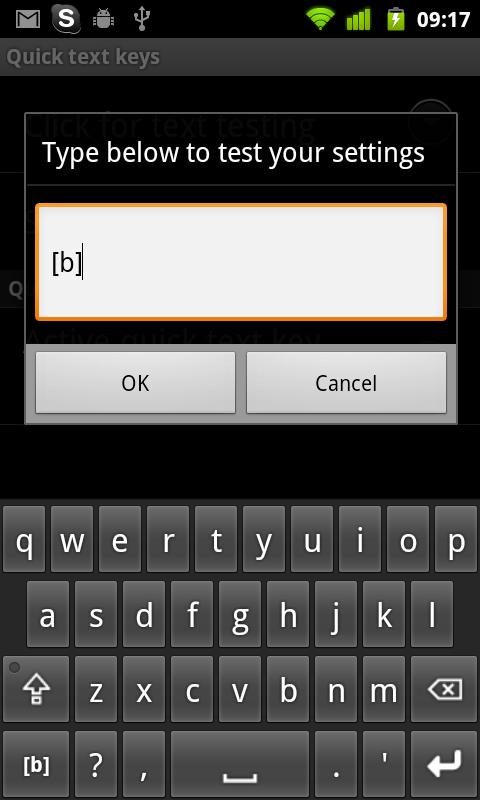 09:17
Quick text keys
Click for text testing
Type below to test your settings
[b]
Q
Active quick text key
OK Cancel
q w e r t y u i o p
a s d f g h j k l
z x c v b n m
[b] ? , . '